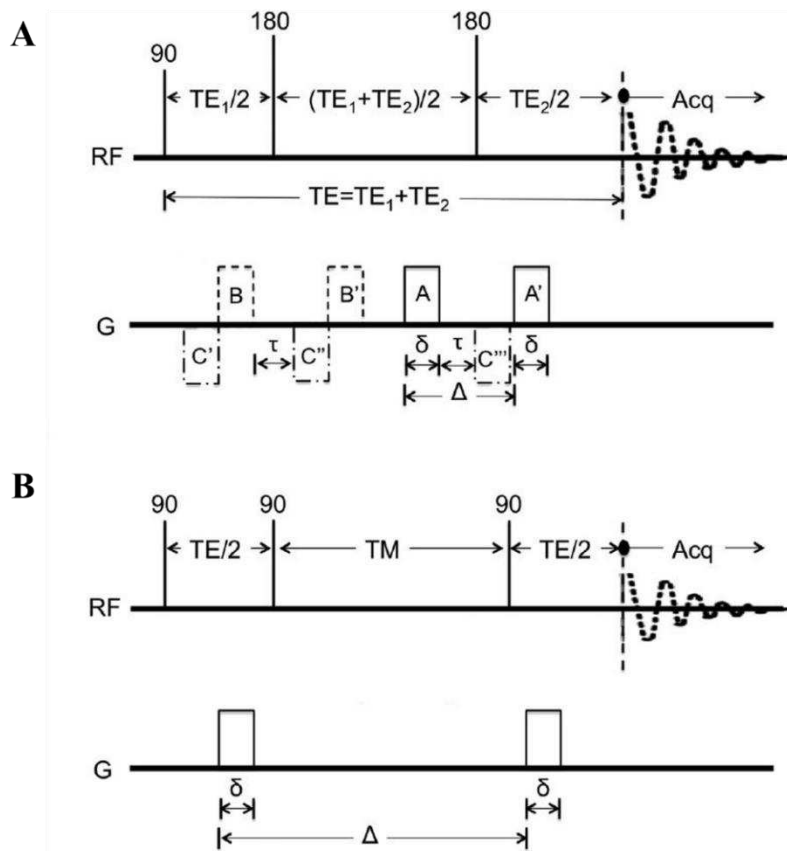 A
90
180
180
TE₁/2
(TE₁+TE₂)/2
TE₂/2
Acq
RF
TE=TE₁+TE₂
B
B'
A
A'
G
C'
τ
C''
δ
τ
C'''
δ
Δ
B
90
90
90
TE/2
TM
TE/2
Acq
RF
G
δ
δ
Δ